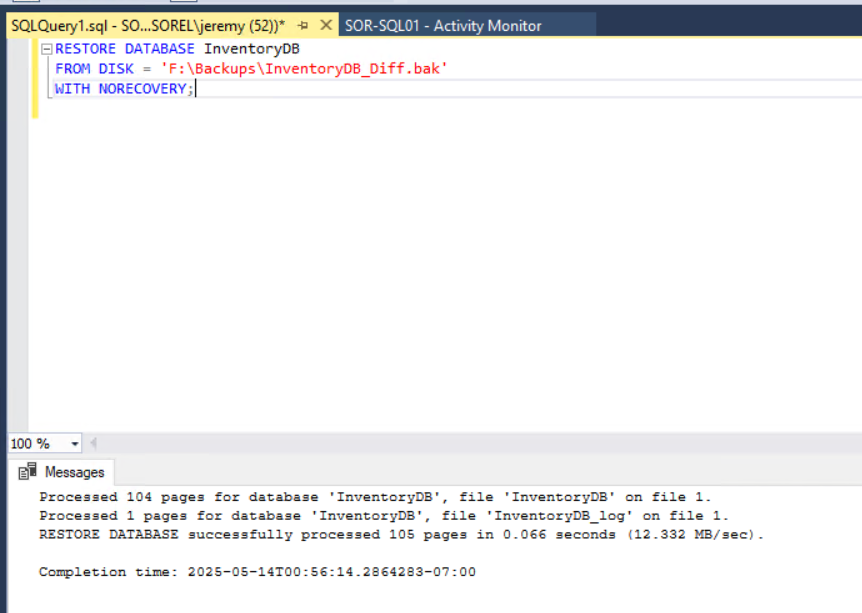 SQLQuery1.sql - SO...SOREL\jeremy (52))* SOR-SQL01 - Activity Monitor
RESTORE DATABASE InventoryDB
FROM DISK = 'F:\Backups\InventoryDB_Diff.bak'
WITH NORECOVERY;
100 %
Messages
Processed 104 pages for database 'InventoryDB', file 'InventoryDB' on file 1.
Processed 1 pages for database 'InventoryDB', file 'InventoryDB_log' on file 1.
RESTORE DATABASE successfully processed 105 pages in 0.066 seconds (12.332 MB/sec).
Completion time: 2025-05-14T00:56:14.2864283-07:00